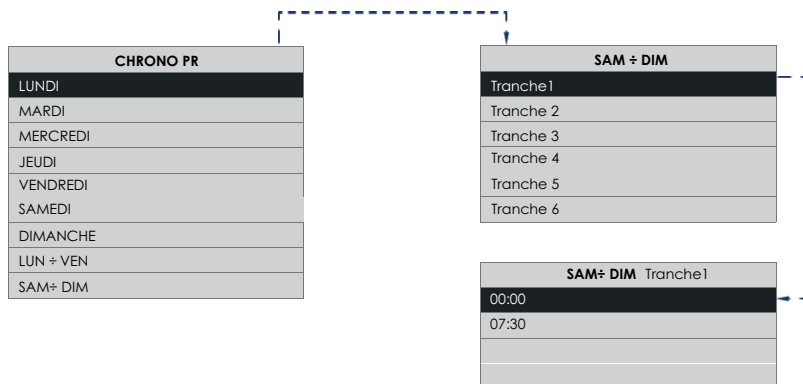 CHRONO PR
LUNDI
MARDI
MERCREDI
JEUDI
VENDREDI
SAMEDI
DIMANCHE
LUN ÷ VEN
SAM÷ DIM
SAM ÷ DIM
Tranche1
Tranche 2
Tranche 3
Tranche 4
Tranche 5
Tranche 6
SAM÷ DIM Tranche1
00:00
07:30